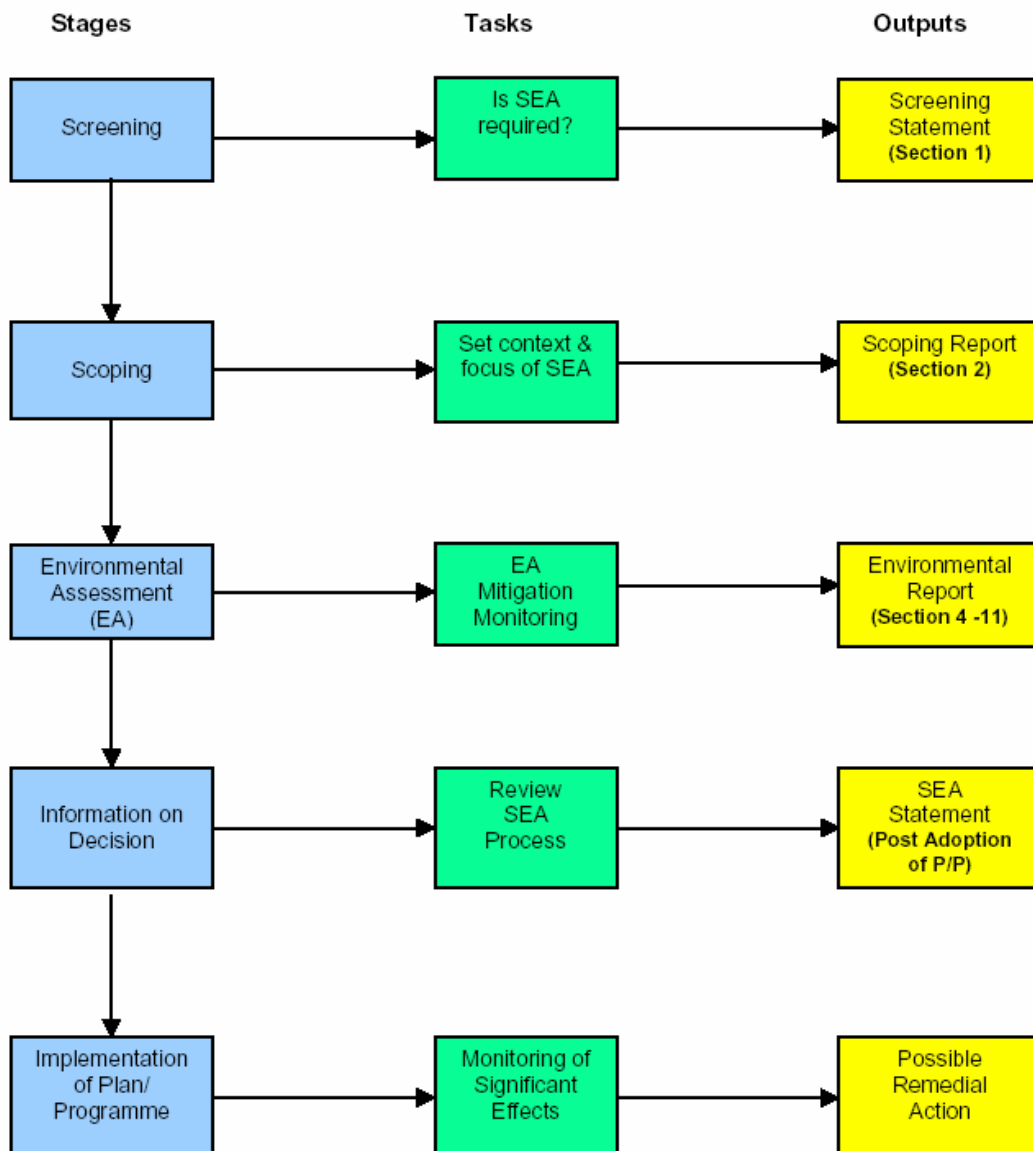 Stages
Tasks
Outputs
Screening
Is SEA
required?
Screening
Statement
(Section 1)
Scoping
Set context &
focus of SEA
Scoping Report
(Section 2)
Environmental
Assessment
(EA)
EA
Mitigation
Monitoring
Environmental
Report
(Section 4 -11)
Information on
Decision
Review
SEA
Process
SEA
Statement
(Post Adoption
of P/P)
Implementation
of Plan/
Programme
Monitoring of
Significant
Effects
Possible
Remedial
Action